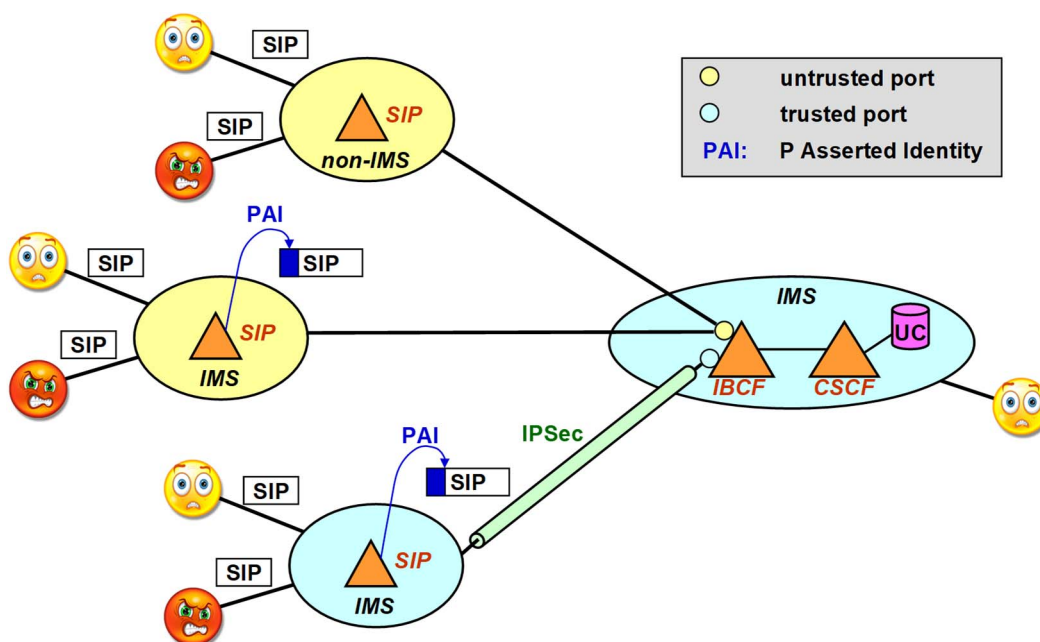 SIP
SIP
SIP
non-IMS
untrusted port
trusted port
PAI: P Asserted Identity
PAI
SIP
SIP
SIP
SIP
IMS
IMS
UC
IBCF
CSCF
IPSec
PAI
SIP
SIP
SIP
SIP
IMS